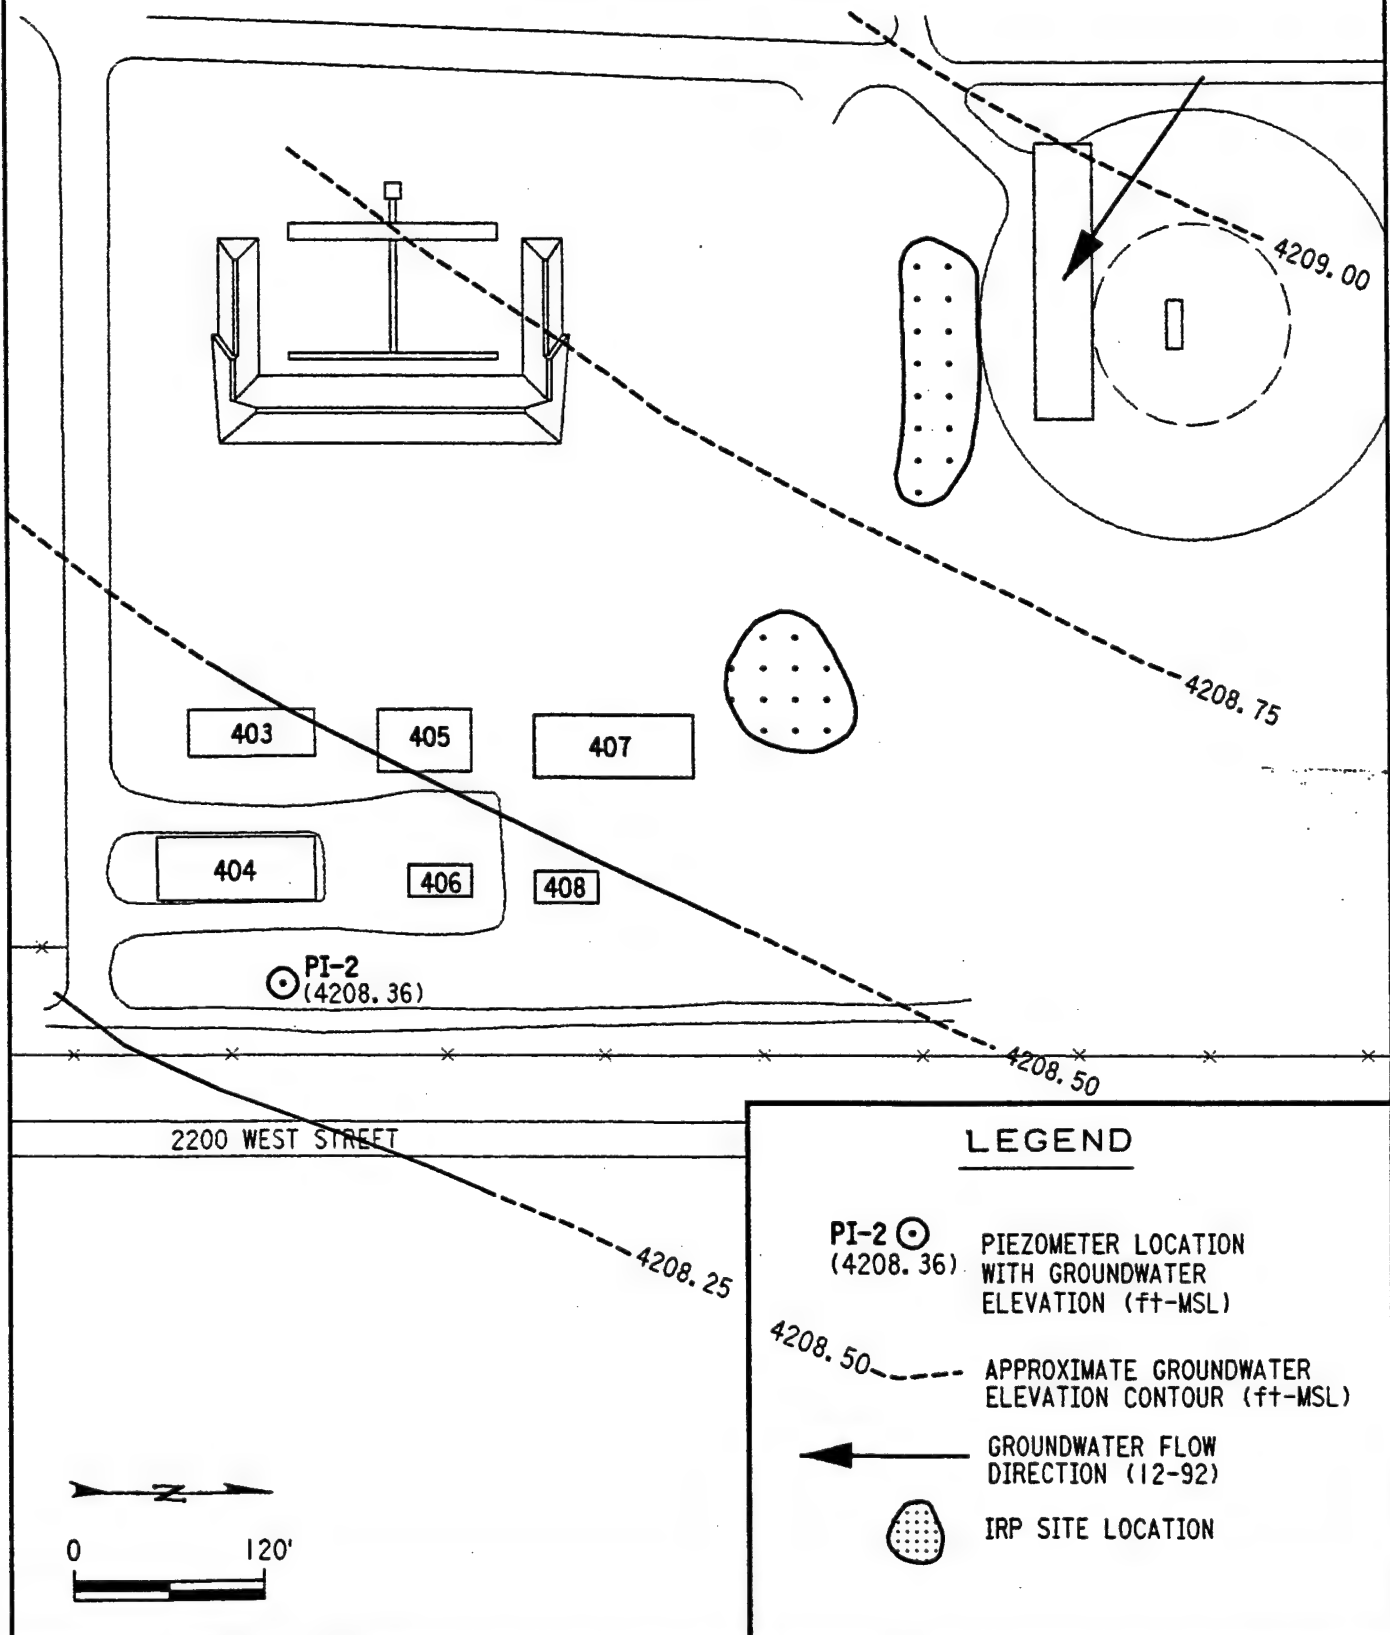 4209.00
4208.75
403
405
407
404
406
408
PI-2
(4208.36)
4208.50
2200 WEST STREET
4208.25
LEGEND
PI-2
(4208.36)
PIEZOMETER LOCATION
WITH GROUNDWATER
ELEVATION (ft-MSL)
4208.50
APPROXIMATE GROUNDWATER
ELEVATION CONTOUR (ft-MSL)
GROUNDWATER FLOW
DIRECTION (12-92)
IRP SITE LOCATION
N
0 120'